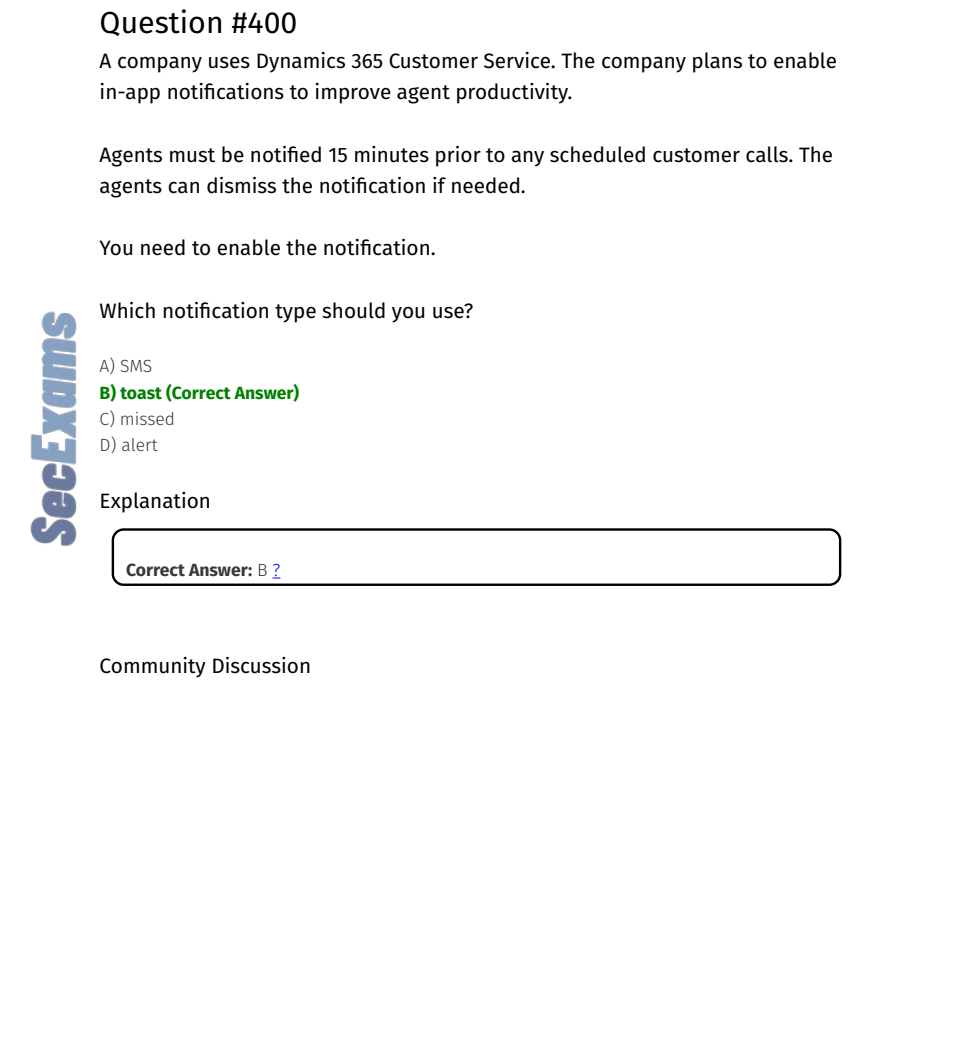 Question #400
A company uses Dynamics 365 Customer Service. The company plans to enable
in-app notifications to improve agent productivity.
Agents must be notified 15 minutes prior to any scheduled customer calls. The
agents can dismiss the notification if needed.
You need to enable the notification.
Which notification type should you use?
A) SMS
B) toast (Correct Answer)
C) missed
D) alert
SecExams
Explanation
Correct Answer: B ?
Community Discussion